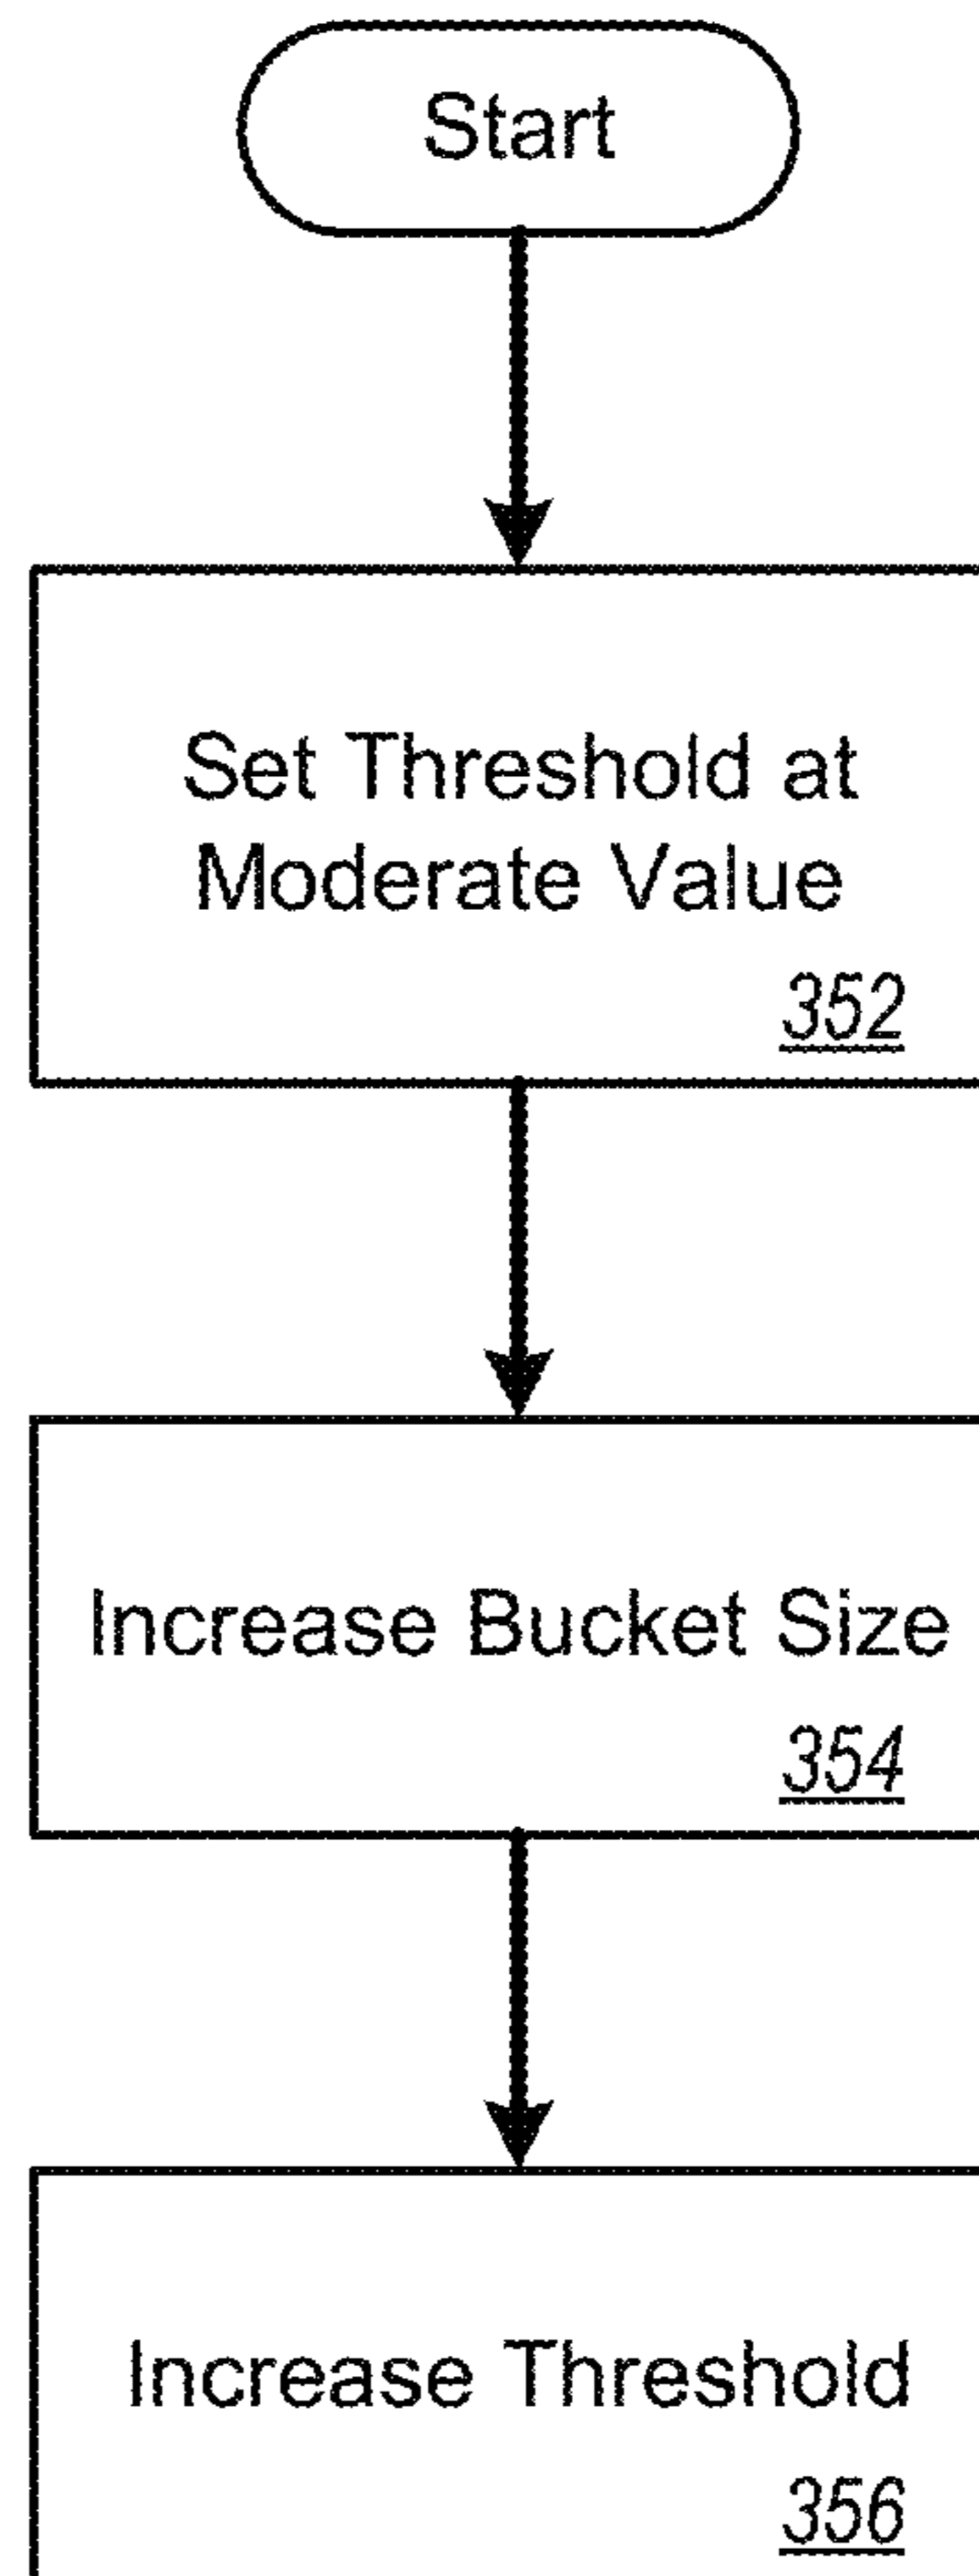 Start
Set Threshold at
Moderate Value
352
Increase Bucket Size
354
Increase Threshold
356